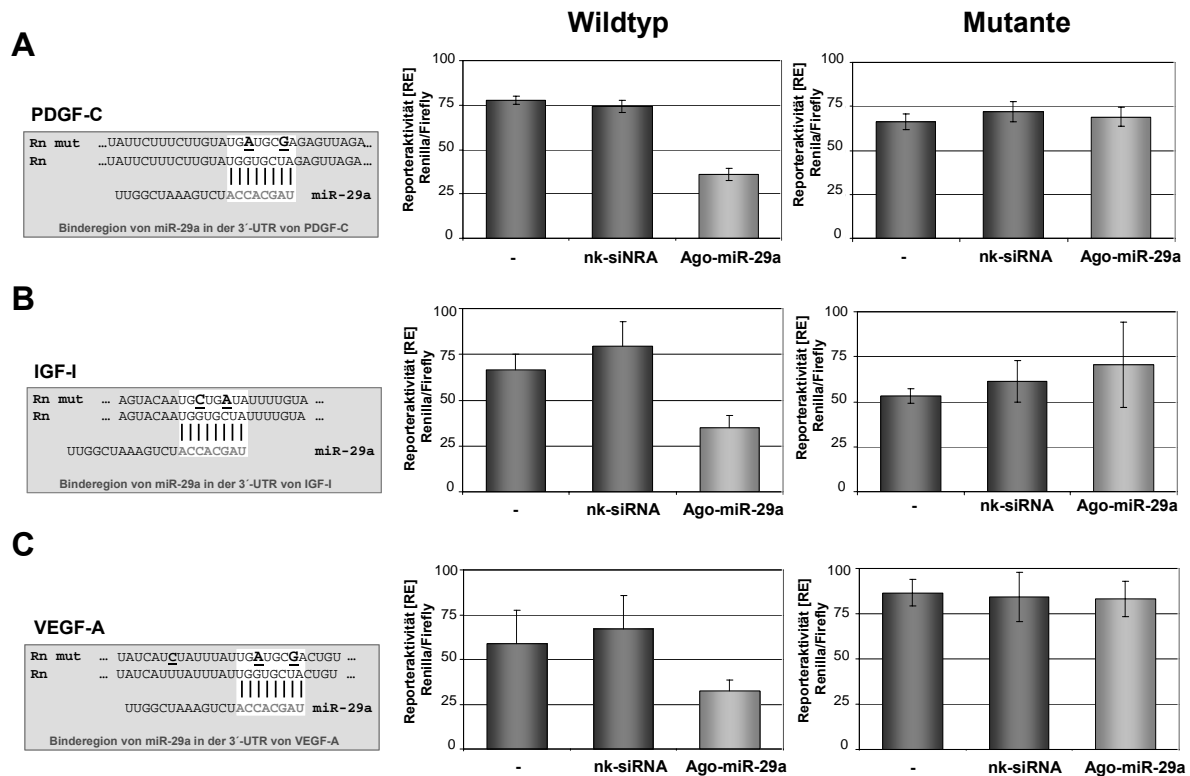 Wildtyp
Mutante
A
PDGF-C
Rn mut …UAUUCUUUCUUGUAUGAUGCGAGAGUUAGA…
Rn …UAUUCUUUCUUGUAUGGUGCUAGAGUUAGA…
UUGGCUAAAGUCUACCACGAU miR-29a
Binderegion von miR-29a in der 3´-UTR von PDGF-C
Reporteraktivität [RE]
Renilla/Firefly
100
75
50
25
0
- nk-siNRA Ago-miR-29a
Reporteraktivität [RE]
Renilla/Firefly
100
75
50
25
0
- nk-siRNA Ago-miR-29a
B
IGF-I
Rn mut … AGUACAAUGCUGAUAUUUUGUA …
Rn … AGUACAAUGGUGCUAUUUUGUA …
UUGGCUAAAGUCUACCACGAU miR-29a
Binderegion von miR-29a in der 3´-UTR von IGF-I
Reporteraktivität [RE]
Renilla/Firefly
100
75
50
25
0
- nk-siRNA Ago-miR-29a
Reporteraktivität [RE]
Renilla/Firefly
100
75
50
25
0
- nk-siRNA Ago-miR-29a
C
VEGF-A
Rn mut … UAUCAUCUAUUUAUUGAUGCGACUGU …
Rn … UAUCAUUUAUUUAUUGGUGCUACUGU …
UUGGCUAAAGUCUACCACGAU miR-29a
Binderegion von miR-29a in der 3´-UTR von VEGF-A
Reporteraktivität [RE]
Renilla/Firefly
100
75
50
25
0
- nk-siRNA Ago-miR-29a
Reporteraktivität [RE]
Renilla/Firefly
100
75
50
25
0
- nk-siRNA Ago-miR-29a